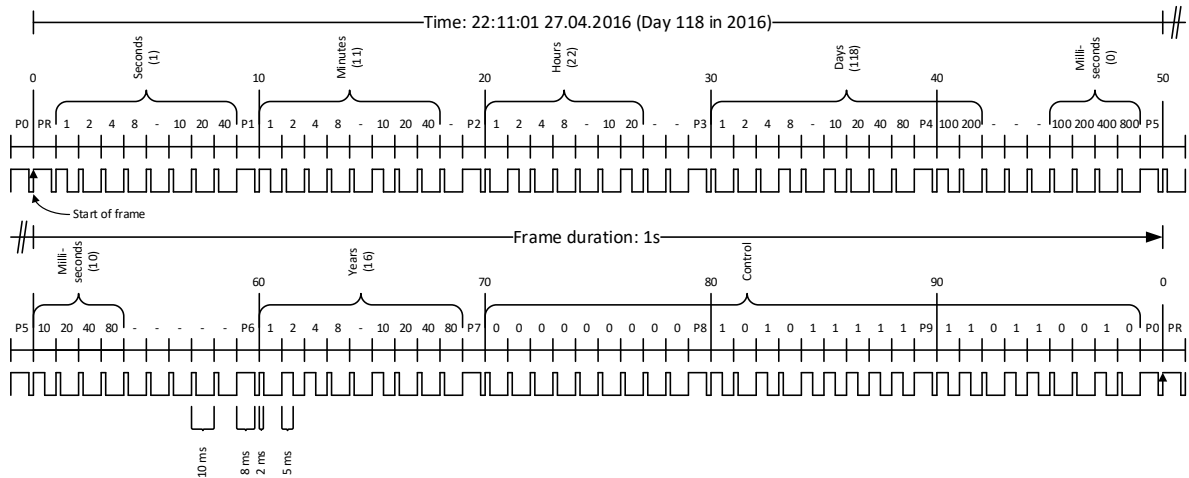 Time: 22:11:01 27.04.2016 (Day 118 in 2016)
Seconds
(1)
Minutes
(11)
Hours
(22)
Days
(118)
Milli-
seconds
(0)
0 10 20 30 40 50
P0 PR 1 2 4 8 - 10 20 40 P1 1 2 4 8 - 10 20 40 - P2 1 2 4 8 - 10 20 - - P3 1 2 4 8 - 10 20 40 80 P4 100 200 - - - 100 200 400 800 P5
Start of frame
Frame duration: 1s
Milli-
seconds
(10)
Years
(16)
Control
60 70 80 90 0
P5 10 20 40 80 - - - - - P6 1 2 4 8 - 10 20 40 80 P7 0 0 0 0 0 0 0 0 0 P8 1 0 1 0 1 1 1 1 1 P9 1 1 0 1 1 0 0 1 0 P0 PR
10 ms
8 ms
2 ms
5 ms